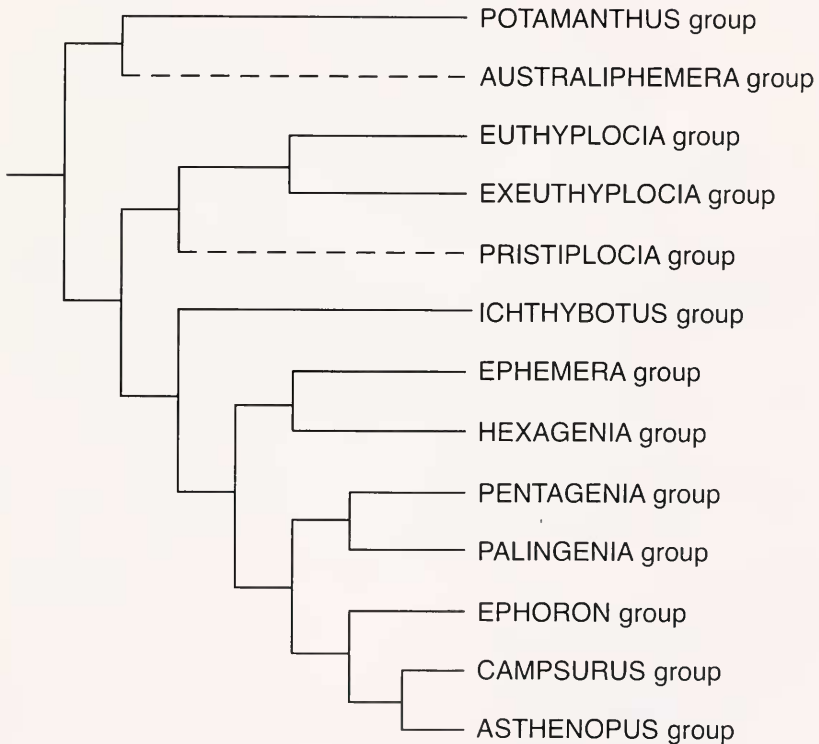 POTAMANTHUS group
AUSTRALIPHEMERA group
EUTHYPLOCIA group
EXEUTHYPLOCIA group
PRISTIPLOCIA group
ICHTHYBOTUS group
EPHEMERA group
HEXAGENIA group
PENTAGENIA group
PALINGENIA group
EPHORON group
CAMPSURUS group
ASTHENOPUS group